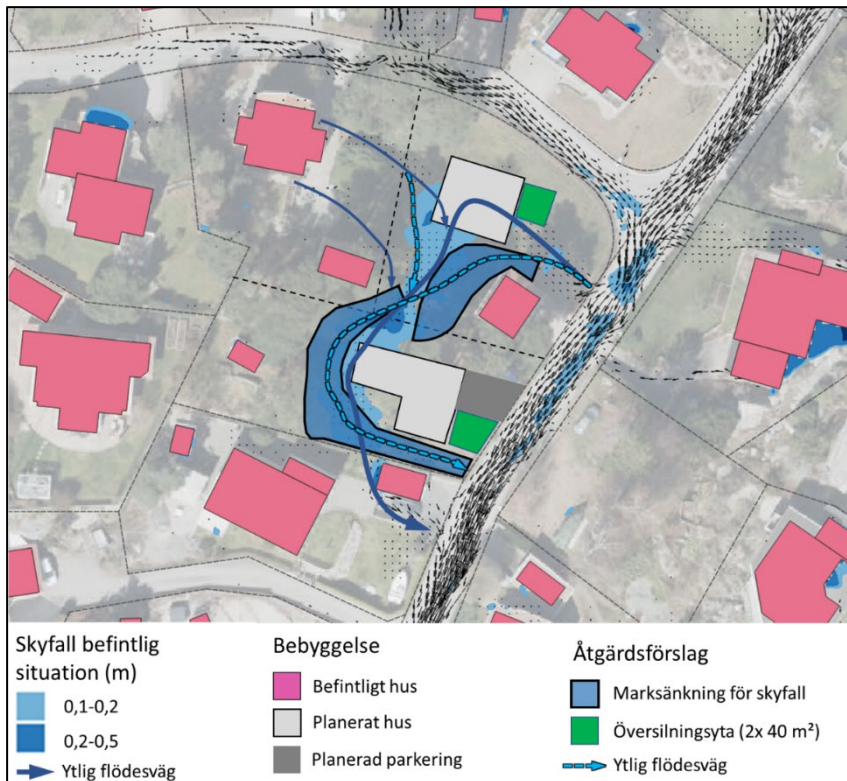 Skyfall befintlig
situation (m)
0,1-0,2
0,2-0,5
Ytlig flödesväg
Bebyggelse
Befintligt hus
Planerat hus
Planerad parkering
Åtgärdsförslag
Marksänkning för skyfall
Översilningsyta (2x 40 m²)
Ytlig flödesväg